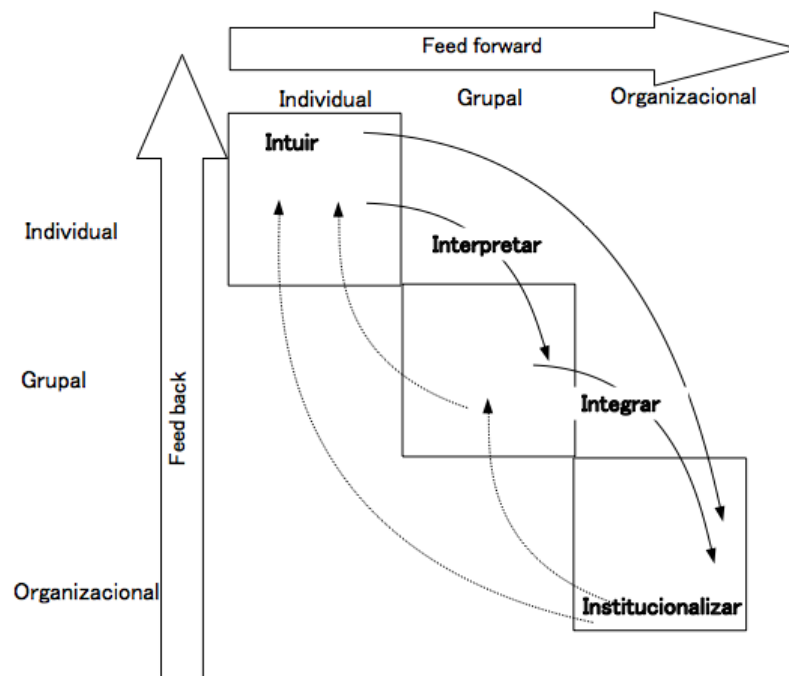 Feed forward
Individual
Grupal
Organizacional
Intuir
Individual
Interpretar
Grupal
Feed back
Integrar
Organizacional
Institucionalizar